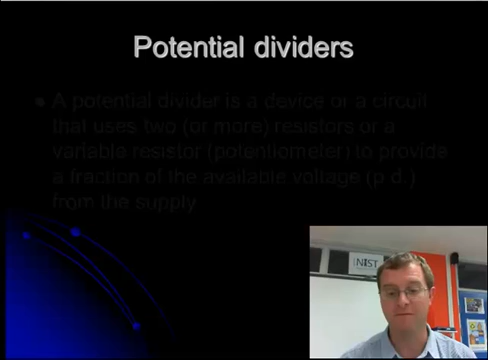 Potential dividers
A potential divider is a device or a circuit
that uses two (or more) resistors or a
variable resistor (potentiometer) to provide
a fraction of the available voltage (p.d.)
from the supply
NIST